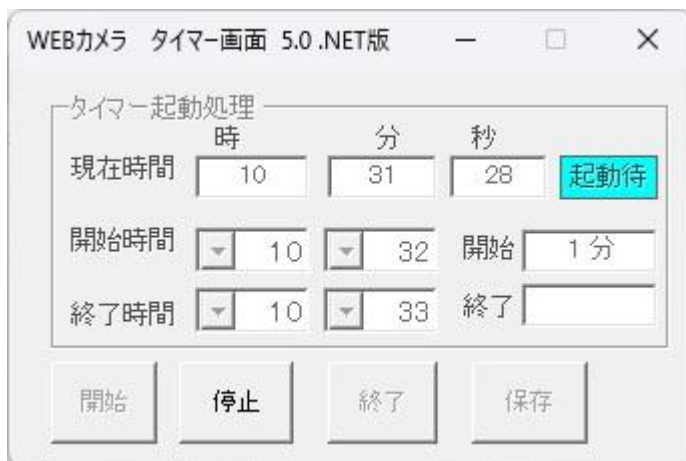 WEBカメラ　タイマー画面 5.0 .NET版
タイマー起動処理
時 分 秒
現在時間 10 31 28 起動待
開始時間 10 32 開始 1分
終了時間 10 33 終了
開始 停止 終了 保存